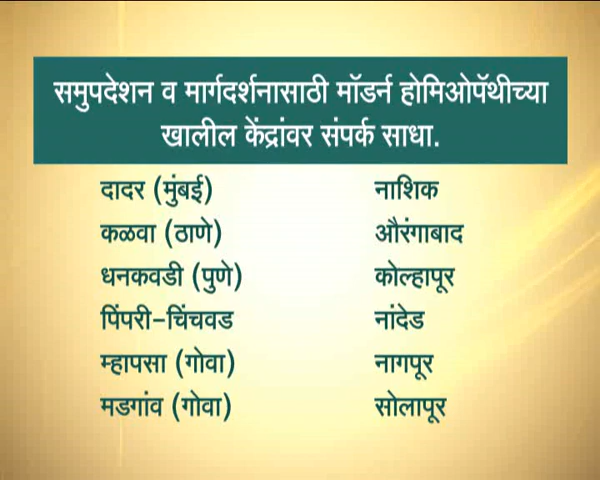 समुपदेशन व मार्गदर्शनासाठी मॉडर्न होमिओपॅथीच्या
खालील केंद्रांवर संपर्क साधा.
दादर (मुंबई)
कळवा (ठाणे)
धनकवडी (पुणे)
पिंपरी-चिंचवड
म्हापसा (गोवा)
मडगांव (गोवा)
नाशिक
औरंगाबाद
कोल्हापूर
नांदेड
नागपूर
सोलापूर